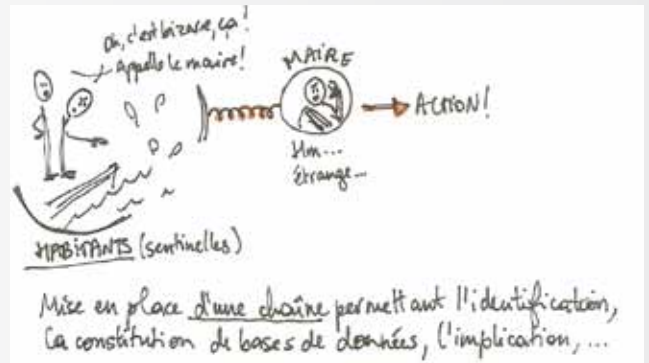 Oh, c'est bizarre, ça!
Appelle le maire!
MAIRE
ACTION!
Hm...
étrange...
HABITANTS (sentinelles)
Mise en place d'une chaîne permettant l'identification,
la constitution de bases de données, l'implication, ...